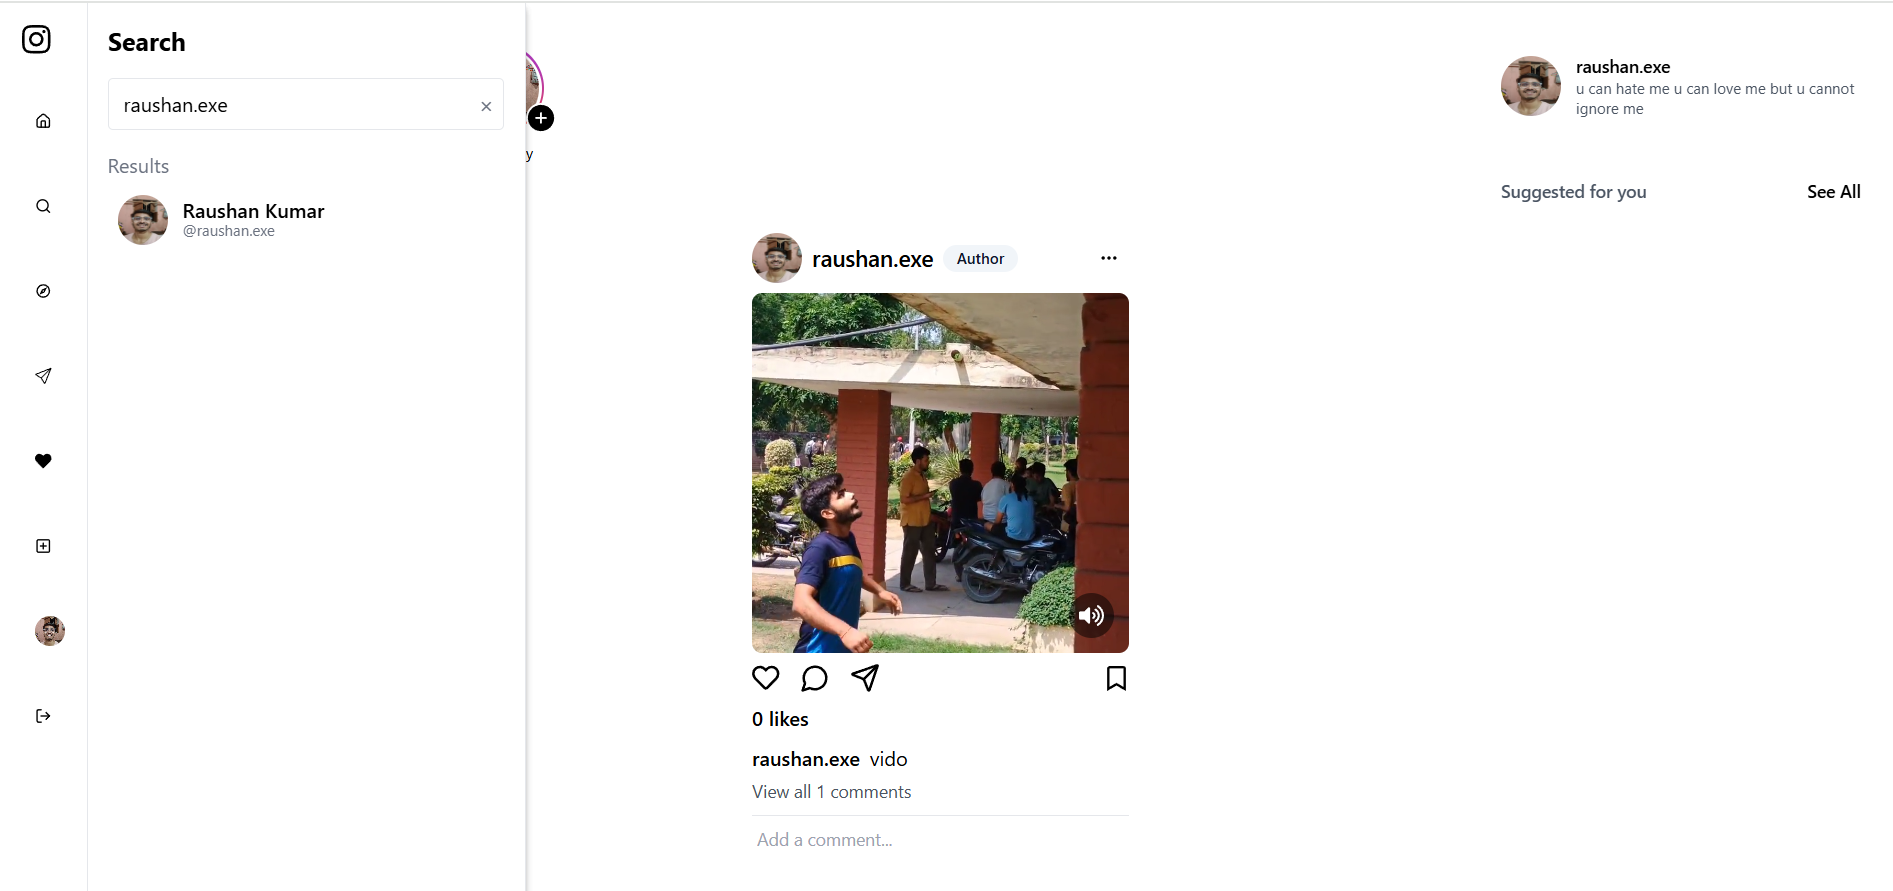 Search
raushan.exe
Results
Raushan Kumar
@raushan.exe
y
raushan.exe Author
0 likes
raushan.exe vido
View all 1 comments
Add a comment...
raushan.exe
u can hate me u can love me but u cannot
ignore me
Suggested for you See All